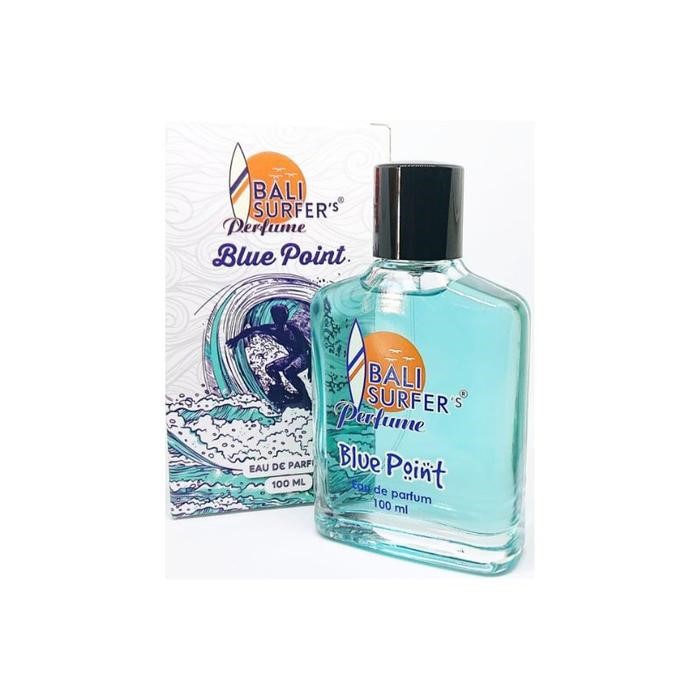 BALI
SURFER'S®
Perfume
Blue Point
EAU DE PARFU
100 ML
BALI
SURFER'S®
Perfume
Blue Point
Eau de parfum
100 ml